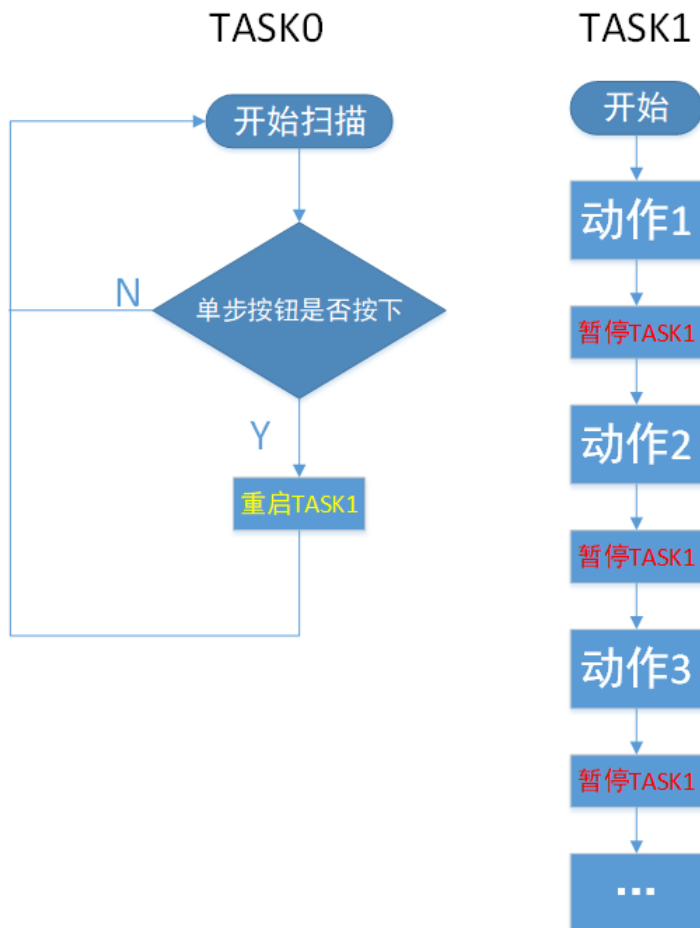 TASK0
开始扫描
单步按钮是否按下
N
Y
重启TASK1
TASK1
开始
动作1
暂停TASK1
动作2
暂停TASK1
动作3
暂停TASK1
...